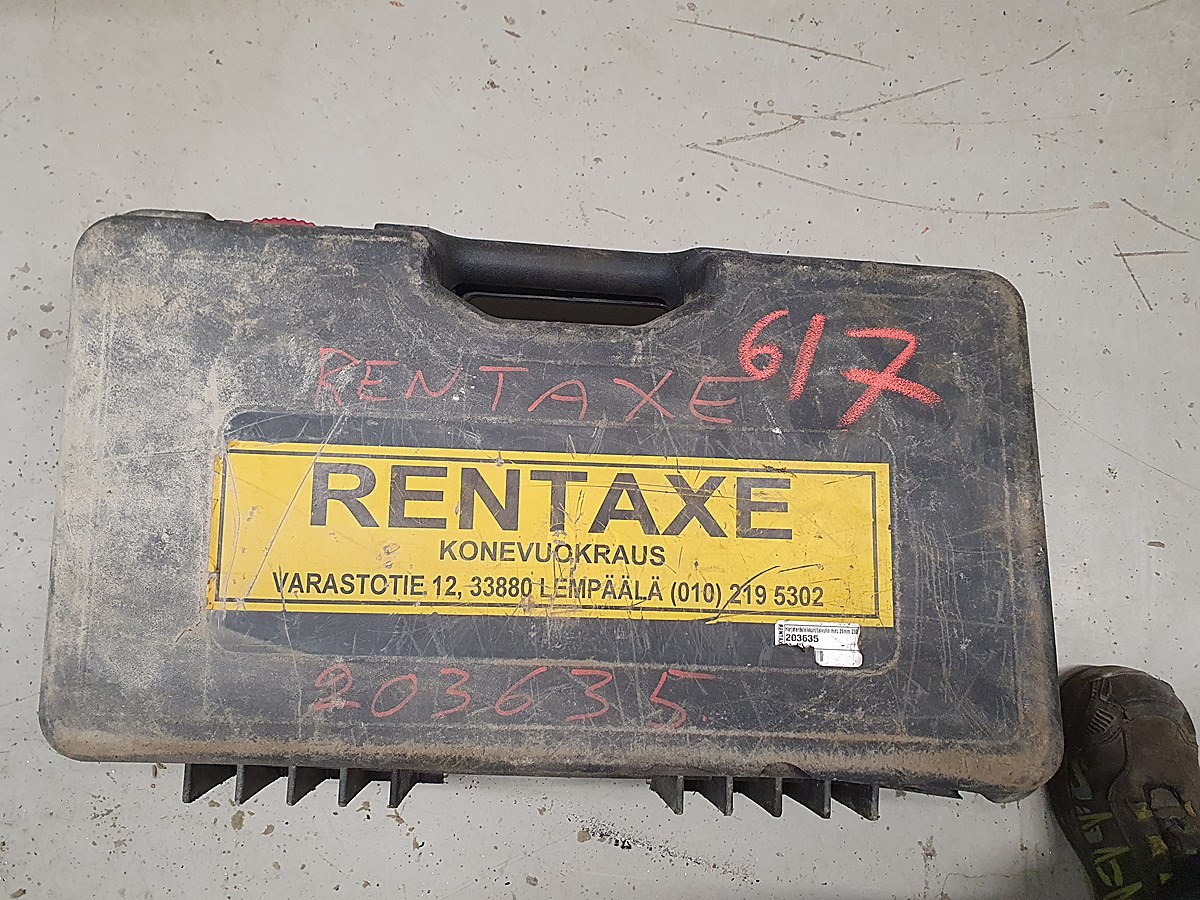 617
RENTAXE
RENTAXE
KONEVUOKRAUS
VARASTOTIE 12, 33880 LEMPÄÄLÄ (010) 219 5302
203635
203635